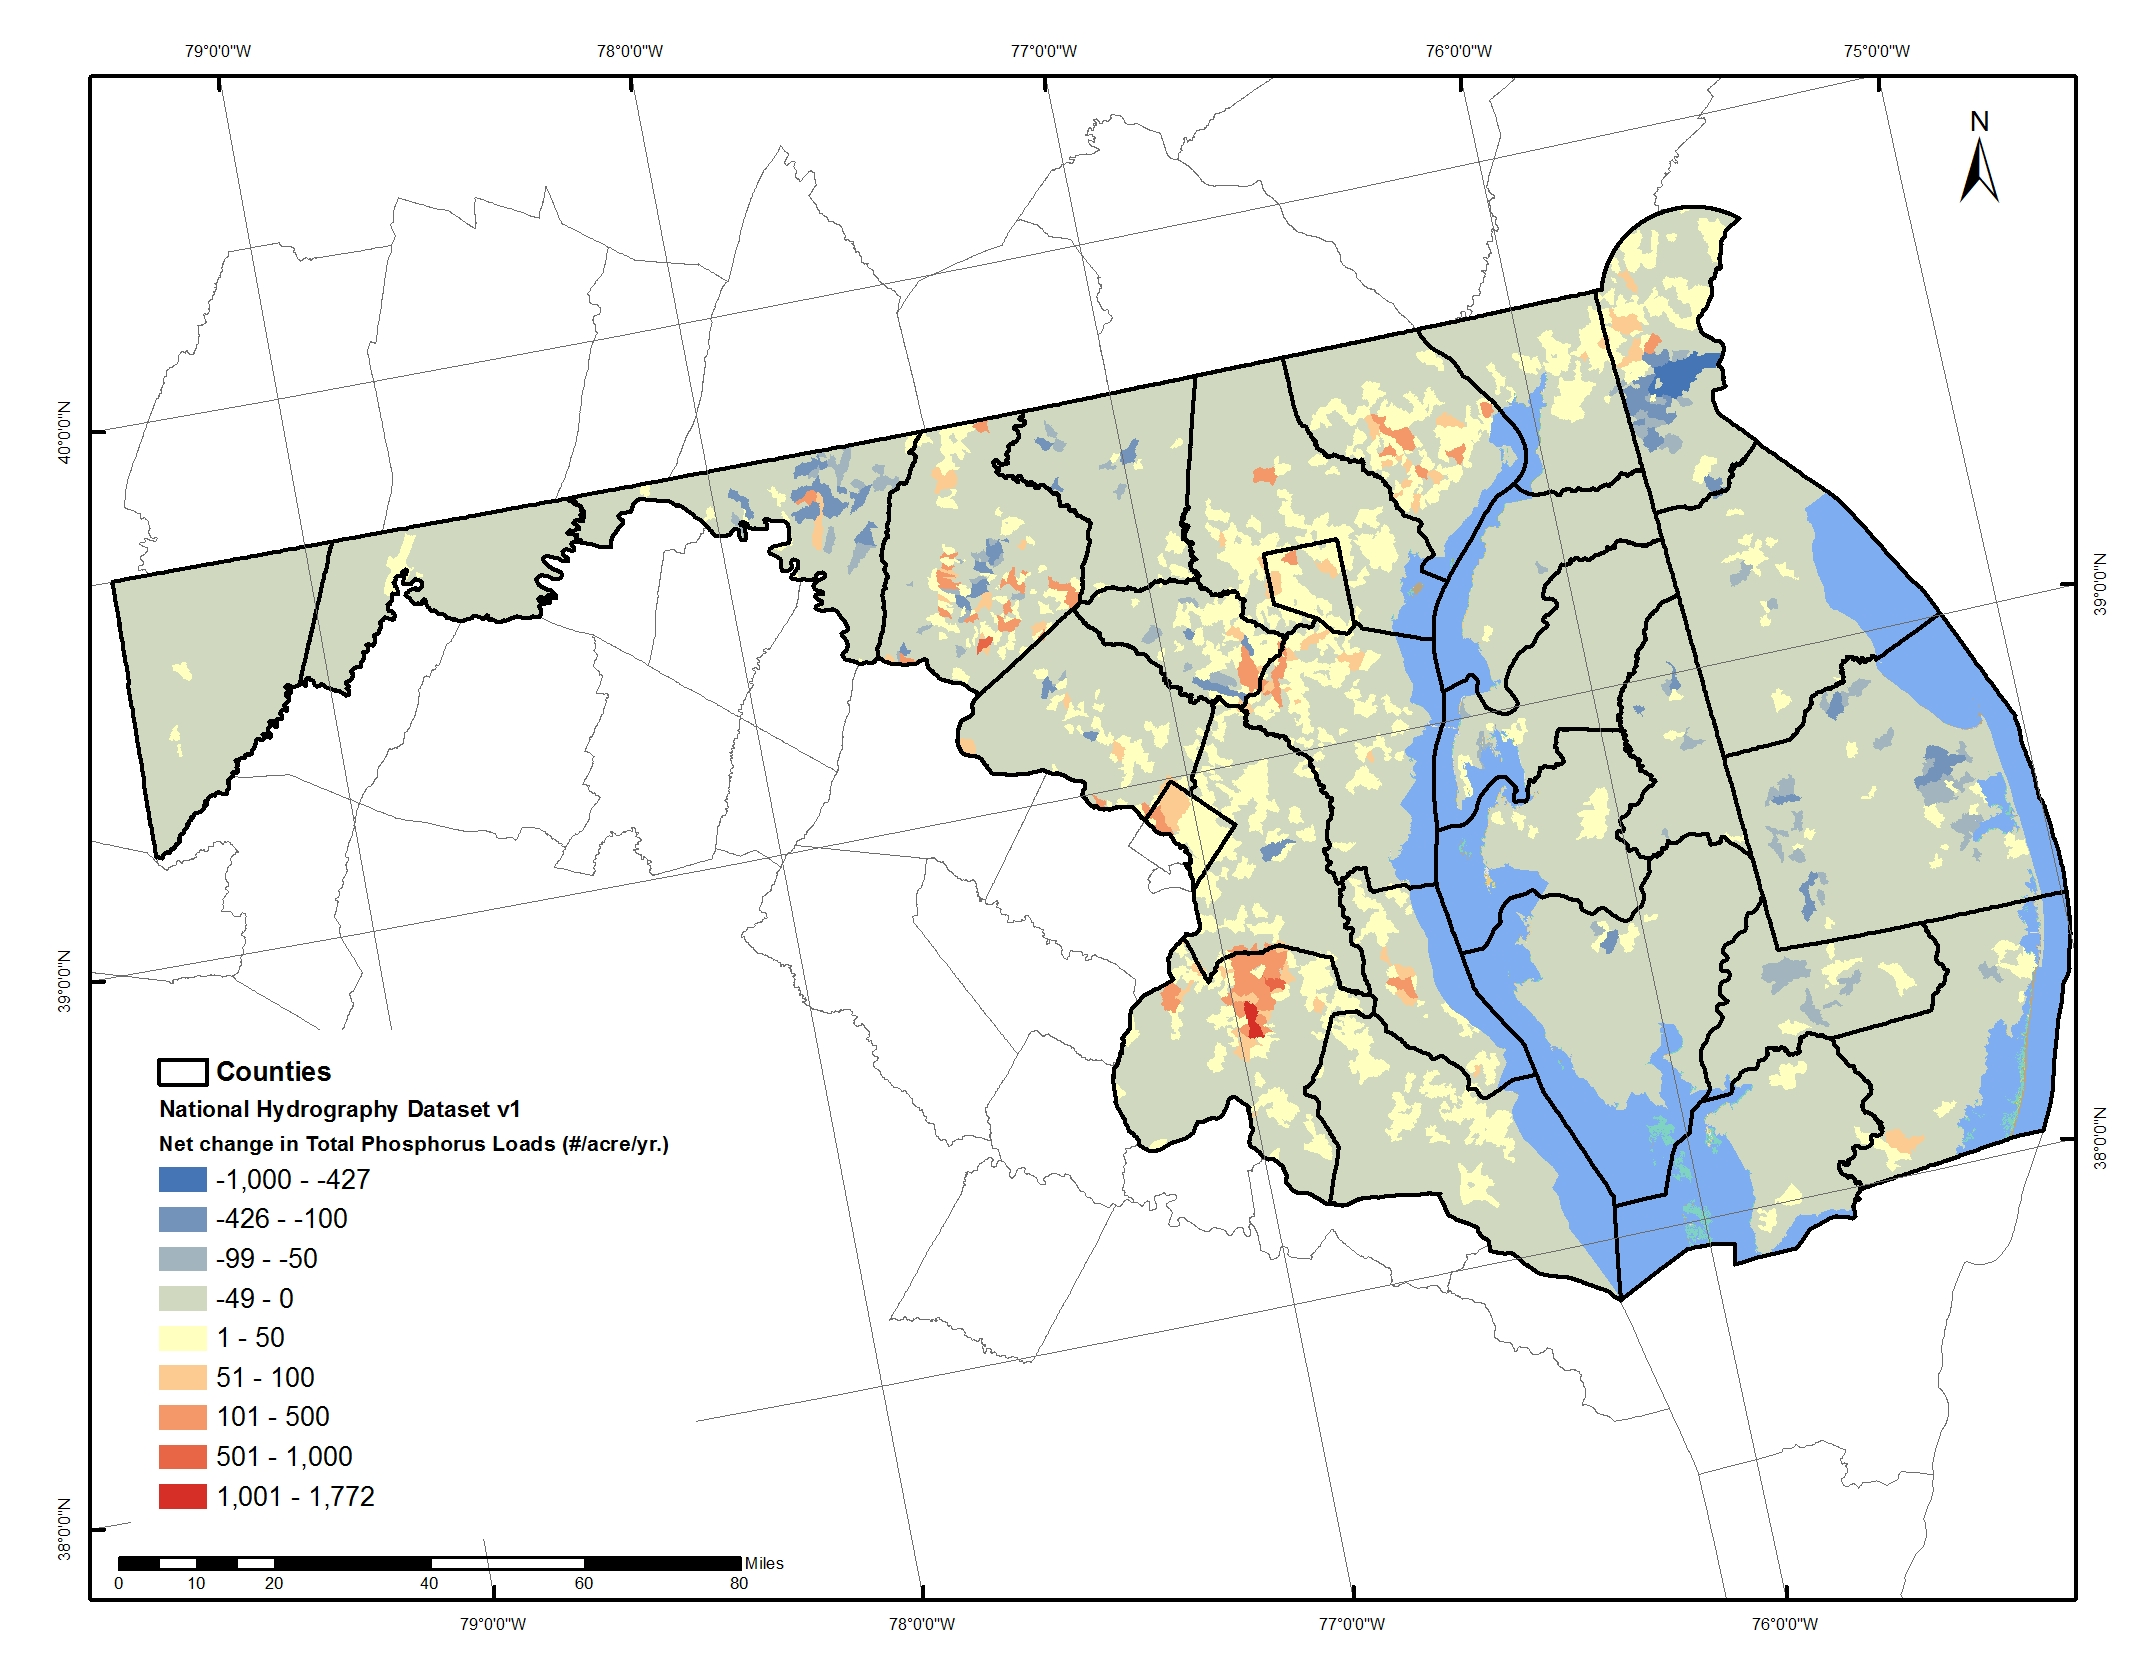 79°0'0"W 78°0'0"W 77°0'0"W 76°0'0"W 75°0'0"W
N
40°0'0"N
39°0'0"N
39°0'0"N
38°0'0"N
38°0'0"N
Counties
National Hydrography Dataset v1
Net change in Total Phosphorus Loads (#/acre/yr.)
-1,000 - -427
-426 - -100
-99 - -50
-49 - 0
1 - 50
51 - 100
101 - 500
501 - 1,000
1,001 - 1,772
Miles
0 10 20 40 60 80
79°0'0"W 78°0'0"W 77°0'0"W 76°0'0"W